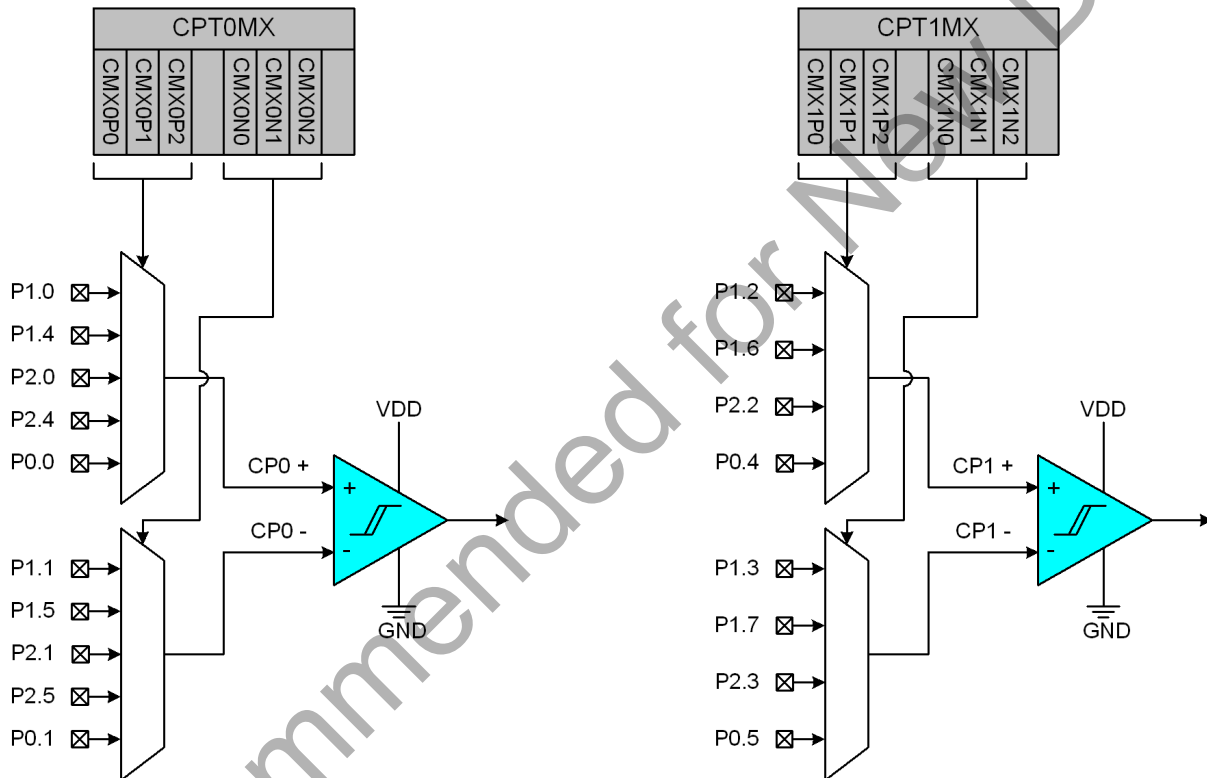 CPT0MX
CMX0P0
CMX0P1
CMX0P2
CMX0N0
CMX0N1
CMX0N2
P1.0
P1.4
P2.0
P2.4
P0.0
P1.1
P1.5
P2.1
P2.5
P0.1
CP0 +
CP0 -
VDD
+
-
GND
CPT1MX
CMX1P0
CMX1P1
CMX1P2
CMX1N0
CMX1N1
CMX1N2
P1.2
P1.6
P2.2
P0.4
P1.3
P1.7
P2.3
P0.5
CP1 +
CP1 -
VDD
+
-
GND
for New